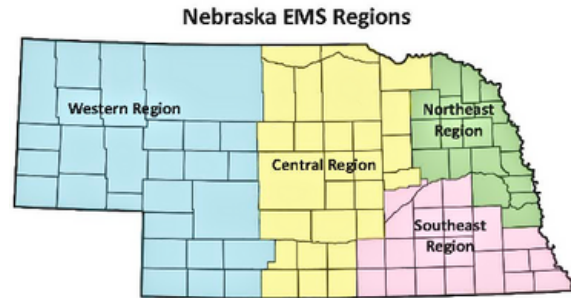 Nebraska EMS Regions
Western Region
Northeast
Region
Central Region
Southeast
Region